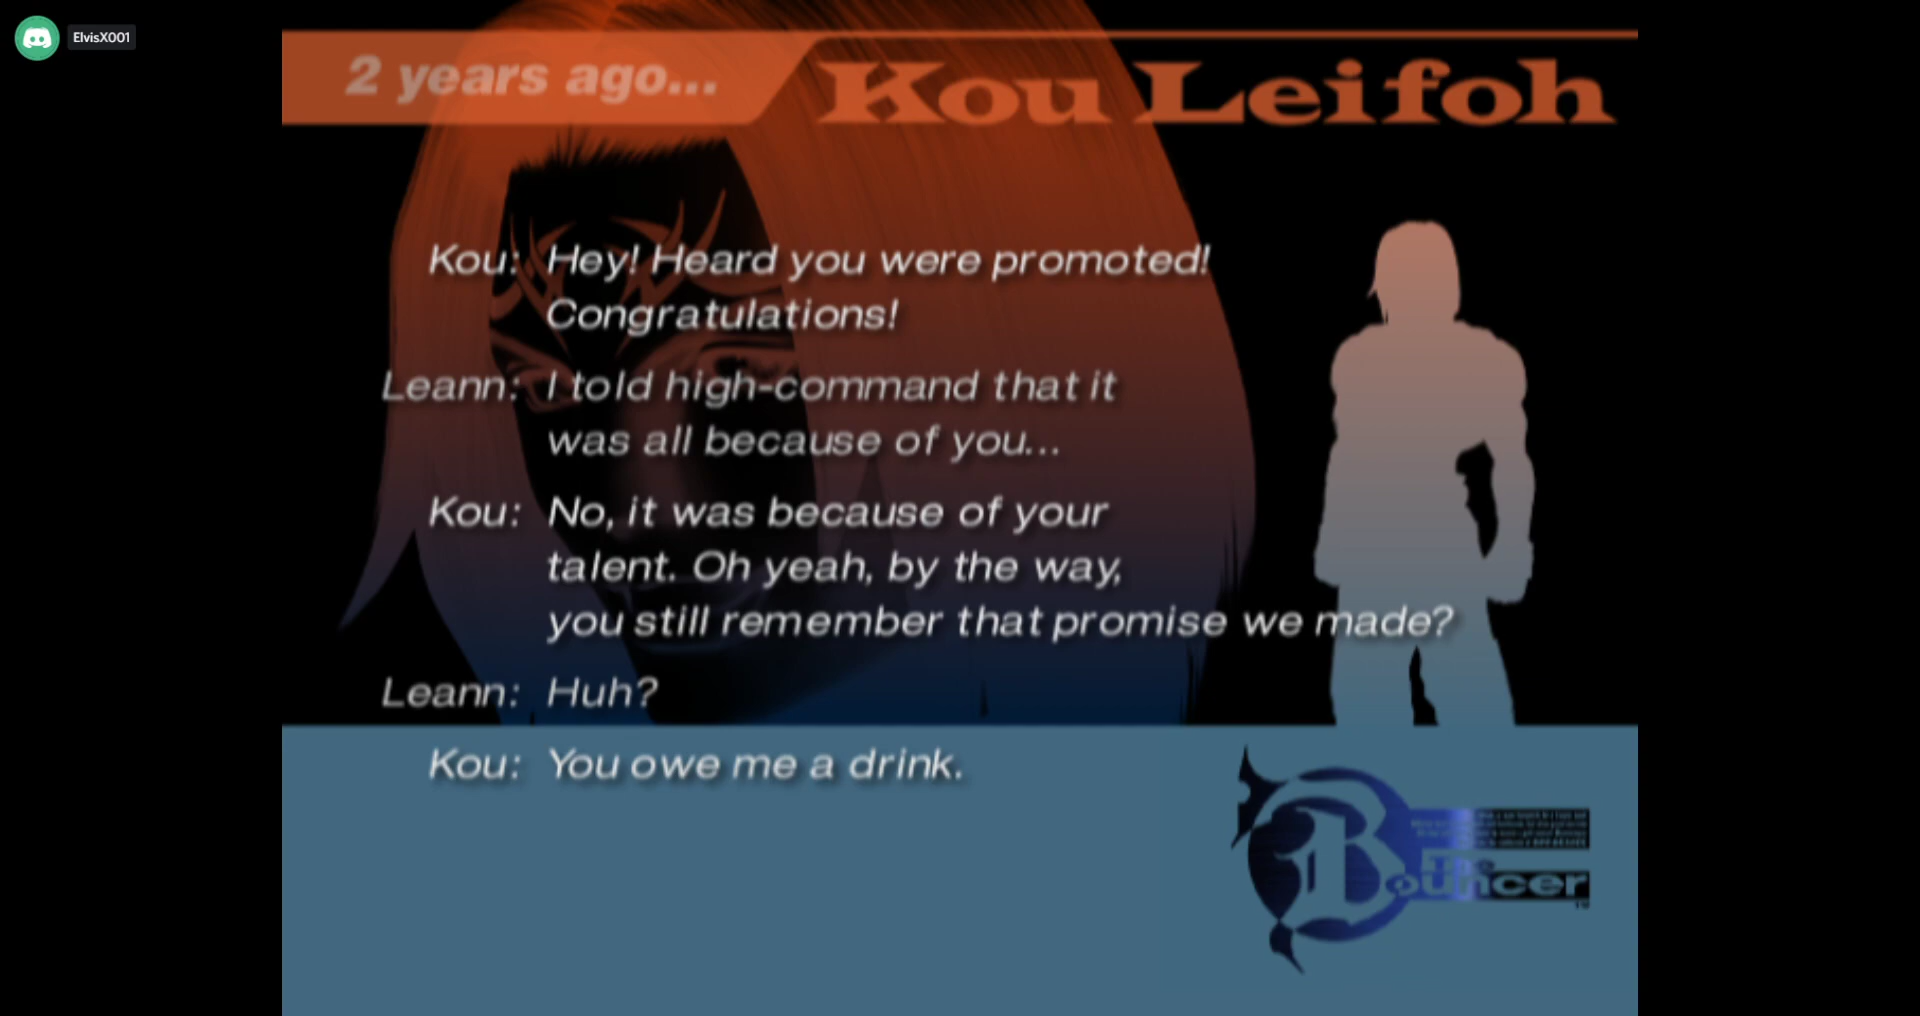 ElvisX001
2 years ago...
Kou Leifoh
Kou: Hey! Heard you were promoted!
Congratulations!
Leann: I told high-command that it
was all because of you...
Kou: No, it was because of your
talent. Oh yeah, by the way,
you still remember that promise we made?
Leann: Huh?
Kou: You owe me a drink.
B
The
Bouncer
TM